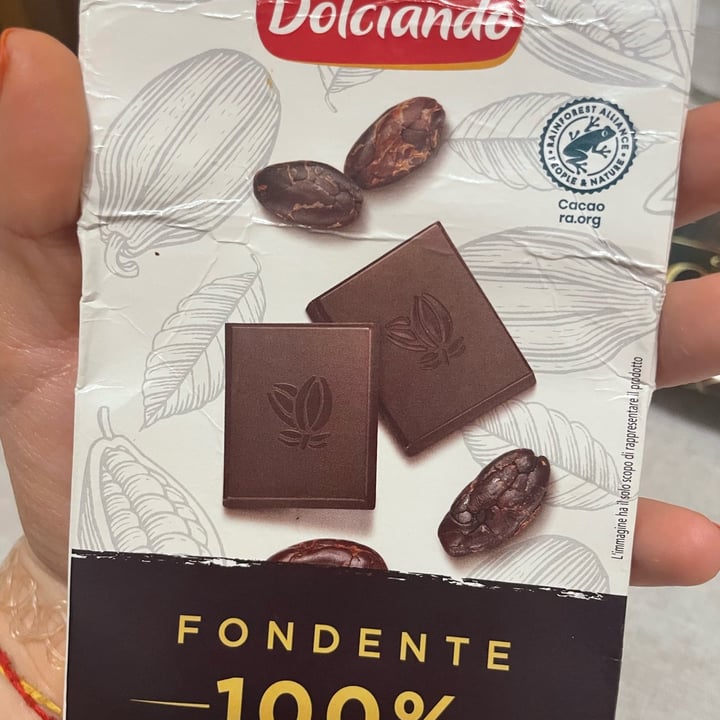 Dolciando
RAINFOREST ALLIANCE
PEOPLE & NATURE
Cacao
ra.org
L'immagine ha il solo scopo di rappresentare il prodotto
FONDENTE
100%